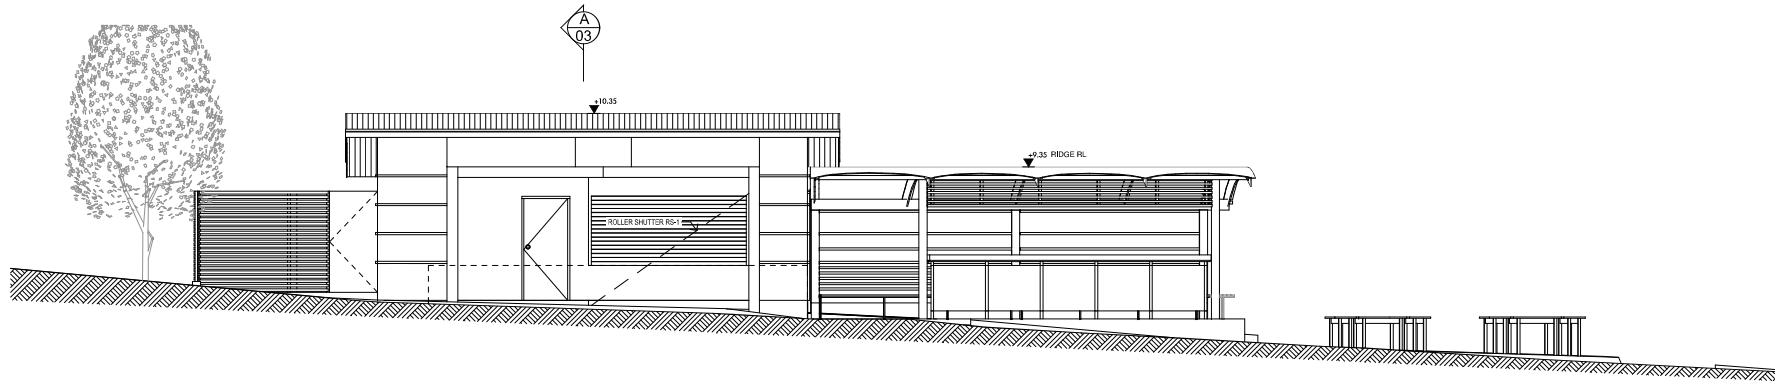 A
03
+10.35
+9.35 RIDGE RL
ROLLER SHUTTER RS-1